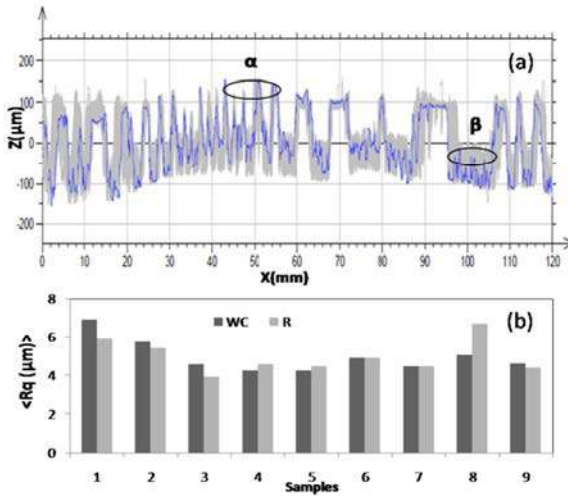 (a)
α
β
Z(µm)
200
100
0
-100
-200
0 10 20 30 40 50 60 70 80 90 100 110 120
X(mm)
(b)
WC R
<Rq (µm)>
8
6
4
2
0
1 2 3 4 5 6 7 8 9
Samples